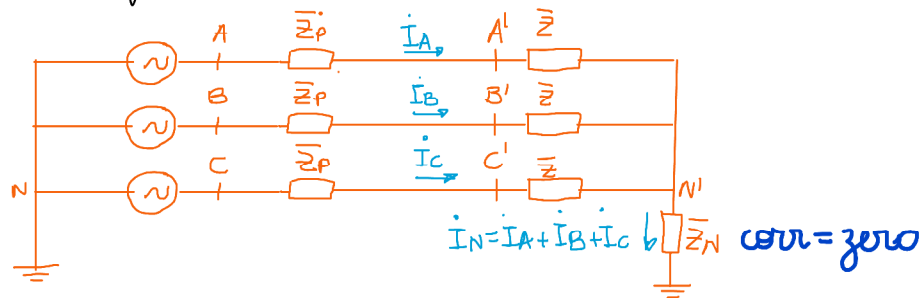 A Z̅p İA A' Z̅
B Z̅p İB B' Z̅
C Z̅p İC C' Z̅
N N'
İN = İA + İB + İC Z̅N corr = zero